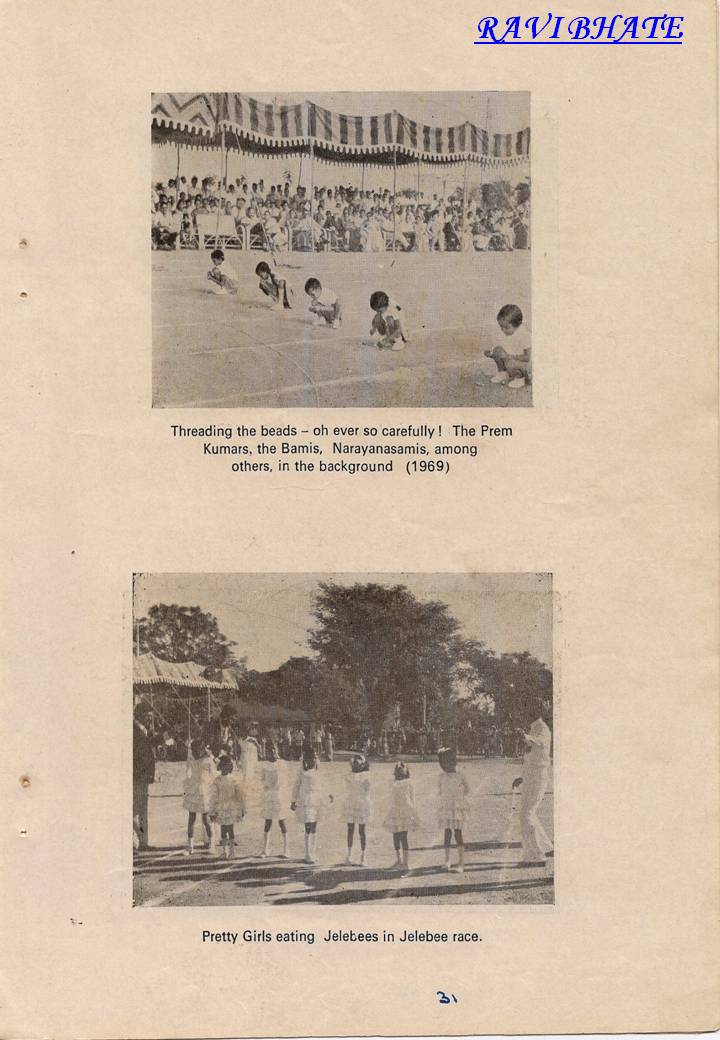 RAVI BHATE
Threading the beads – oh ever so carefully! The Prem
Kumars, the Bamis, Narayanasamis, among
others, in the background (1969)
Pretty Girls eating Jelebees in Jelebee race.
31